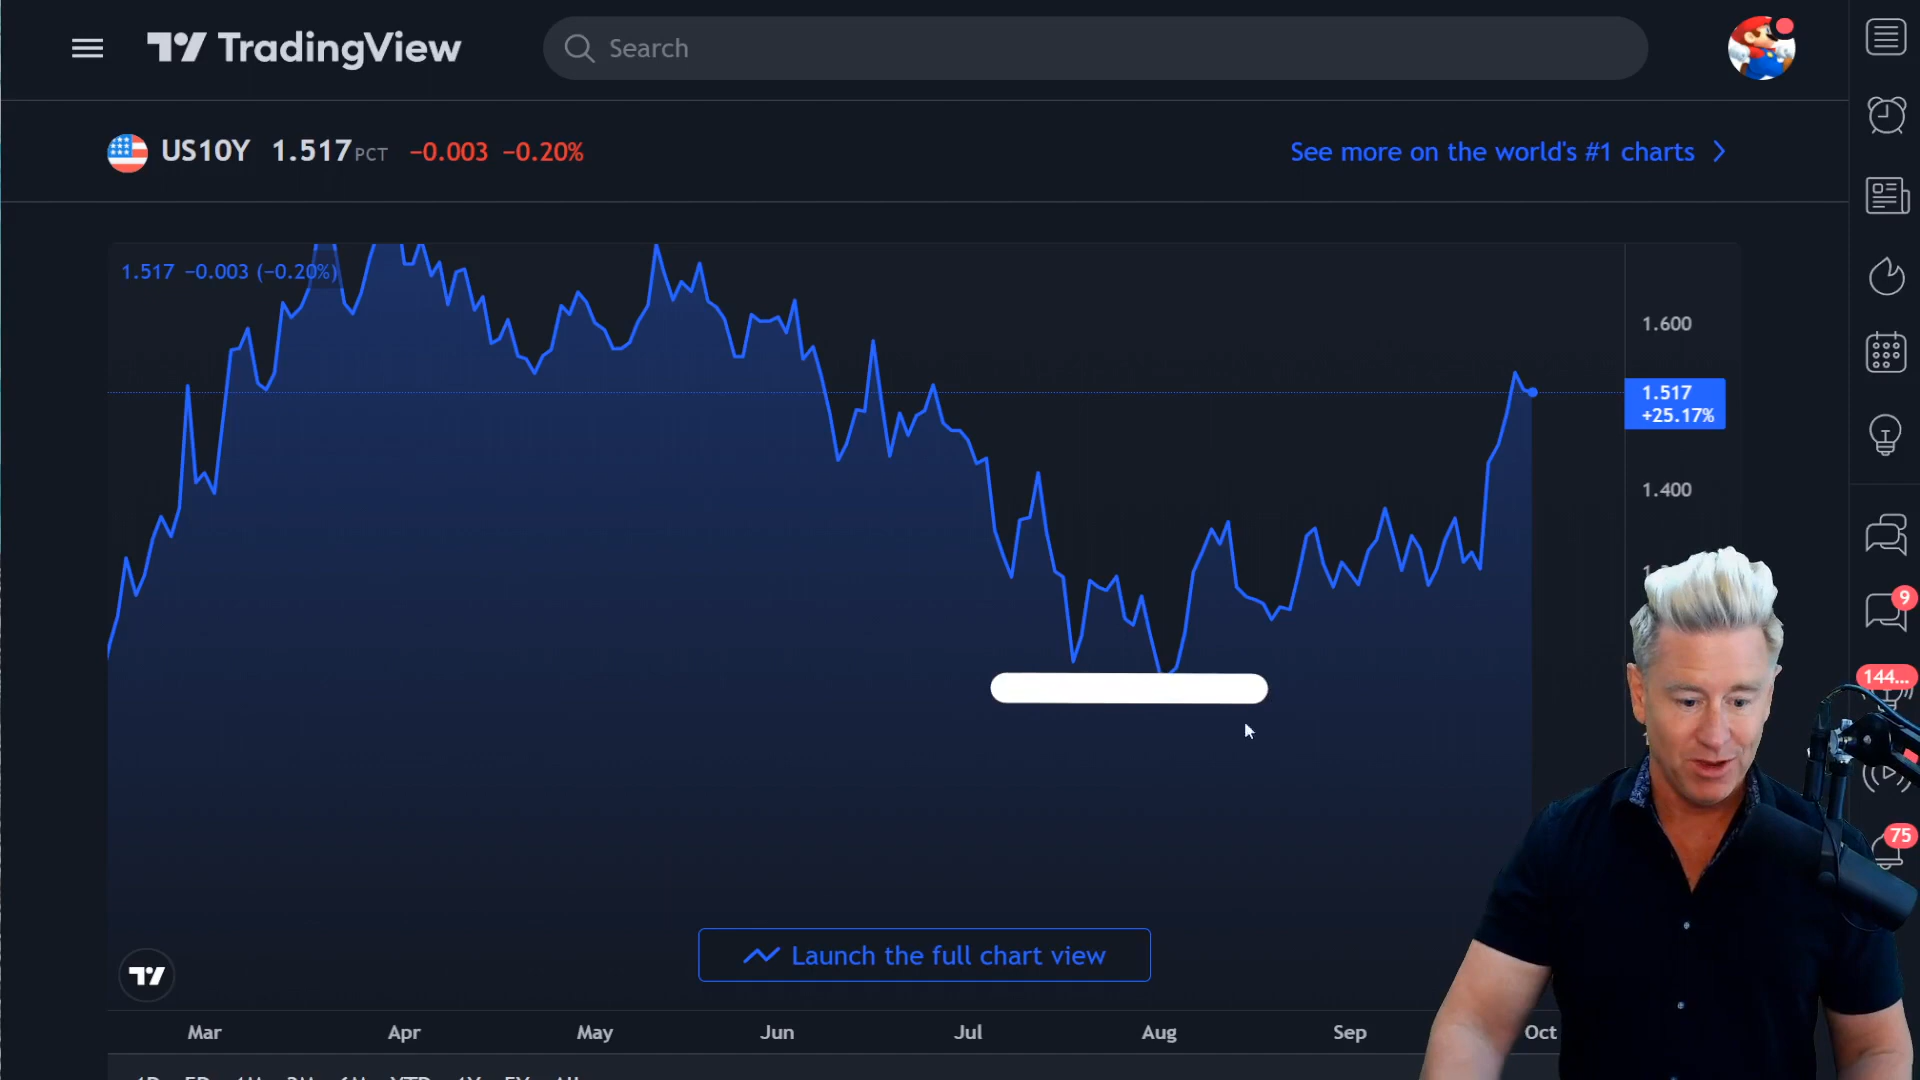 TradingView
Search
US10Y 1.517 PCT −0.003 −0.20%
See more on the world's #1 charts
1.517 −0.003 (−0.20%)
1.600
1.517
+25.17%
1.400
9
144...
75
Launch the full chart view
Mar Apr May Jun Jul Aug Sep Oct